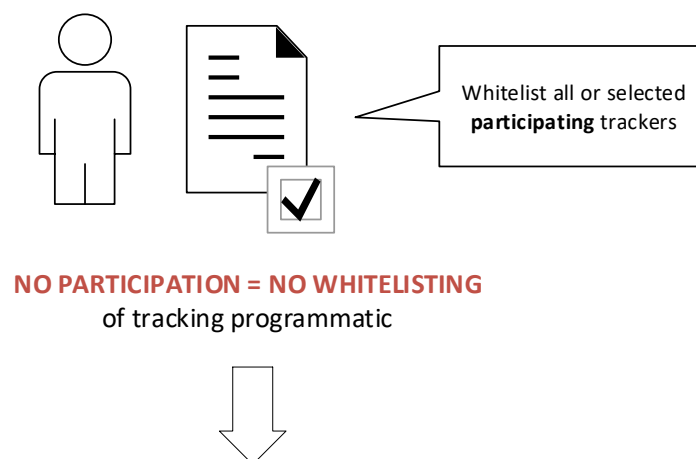 Whitelist all or selected
participating trackers
NO PARTICIPATION = NO WHITELISTING
of tracking programmatic